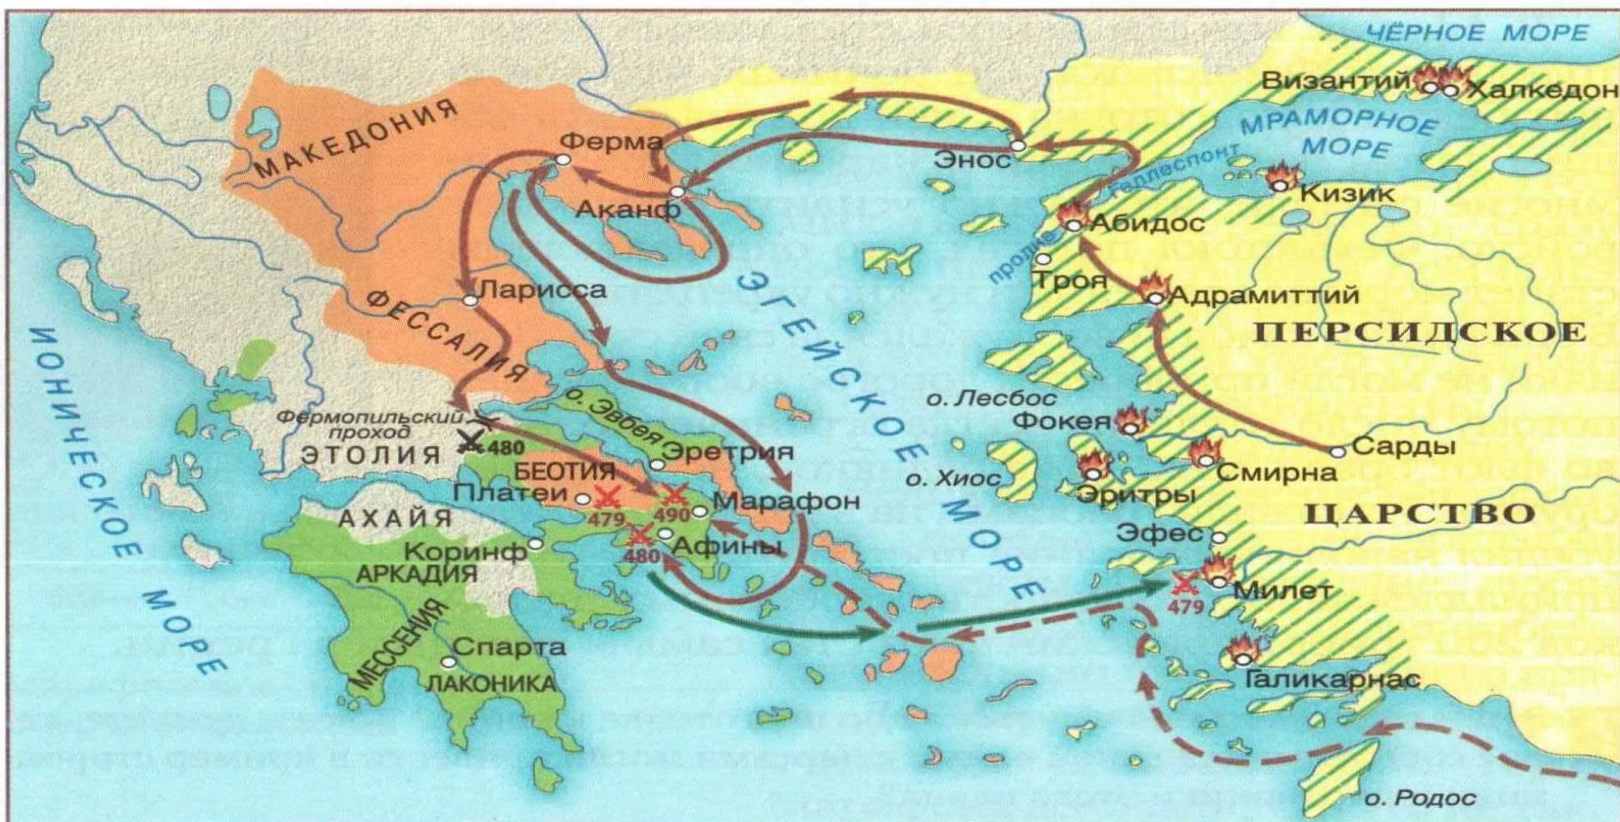 ЧЁРНОЕ МОРЕ
Византий
Халкедон
МРАМОРНОЕ
МОРЕ
МАКЕДОНИЯ
Ферма
Энос
Геллеспонт
Кизик
Аканф
Абидос
пролив
Троя
Ларисса
Адрамиттий
ФЕССАЛИЯ
ЭГЕЙСКОЕ МОРЕ
ПЕРСИДСКОЕ
ЦАРСТВО
ИОНИЧЕСКОЕ МОРЕ
о. Лесбос
Фокея
Сарды
Фермопильский
проход
480
о. Эвбея
ЭТОЛИЯ
Эретрия
Смирна
БЕОТИЯ
о. Хиос
Эритры
Платеи
479
490
Марафон
АХАЙЯ
Коринф
480
Афины
Эфес
АРКАДИЯ
Милет
479
МЕССЕНИЯ
Спарта
ЛАКОНИКА
Галикарнас
о. Родос